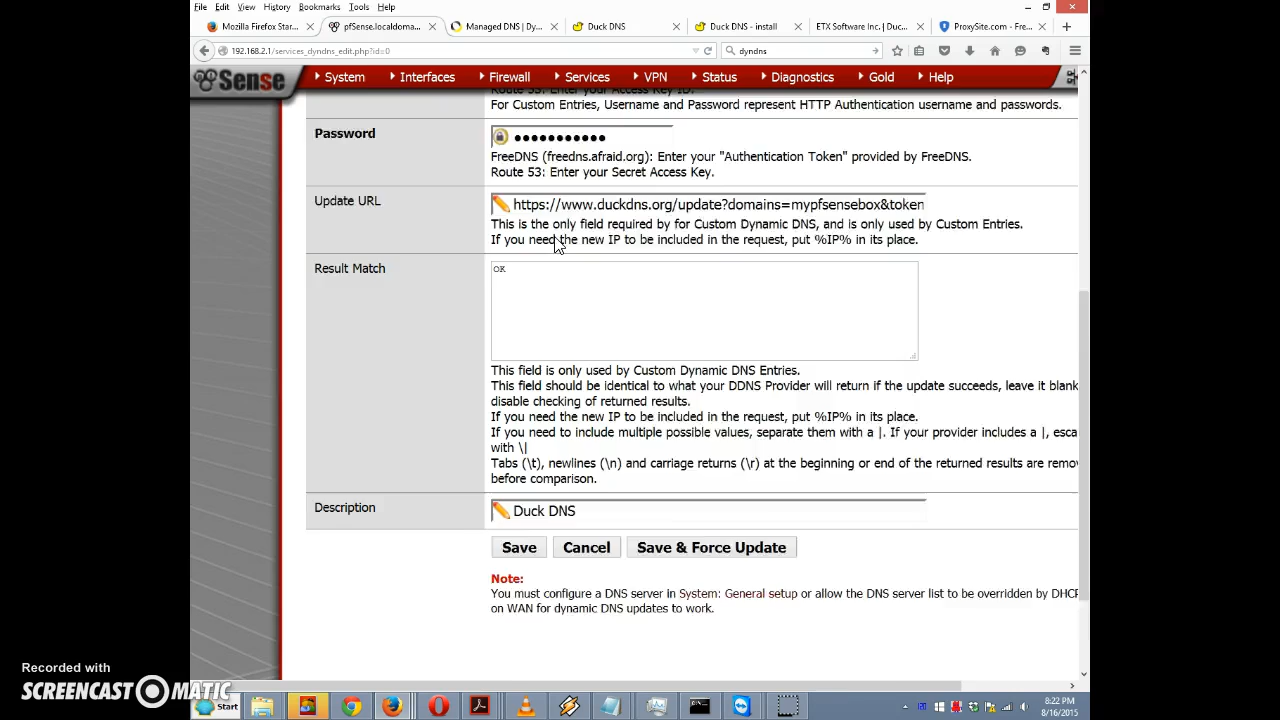 File Edit View History Bookmarks Tools Help
Mozilla Firefox Star...
pfSense.localdoma...
Managed DNS | Dy...
Duck DNS
Duck DNS - install
ETX Software Inc. | Duc...
ProxySite.com - Fre...
192.168.2.1/services_dyndns_edit.php?id=0
dyndns
Sense
System Interfaces Firewall Services VPN Status Diagnostics Gold Help
Route 53: Enter your Access Key ID.
For Custom Entries, Username and Password represent HTTP Authentication username and passwords.
Password
●●●●●●●●●●●
FreeDNS (freedns.afraid.org): Enter your "Authentication Token" provided by FreeDNS.
Route 53: Enter your Secret Access Key.
Update URL
https://www.duckdns.org/update?domains=mypfsensebox&token
This is the only field required by for Custom Dynamic DNS, and is only used by Custom Entries.
If you need the new IP to be included in the request, put %IP% in its place.
Result Match
OK
This field is only used by Custom Dynamic DNS Entries.
This field should be identical to what your DDNS Provider will return if the update succeeds, leave it blank
disable checking of returned results.
If you need the new IP to be included in the request, put %IP% in its place.
If you need to include multiple possible values, separate them with a |. If your provider includes a |, esca
with \|
Tabs (\t), newlines (\n) and carriage returns (\r) at the beginning or end of the returned results are remov
before comparison.
Description
Duck DNS
Save Cancel Save & Force Update
Note:
You must configure a DNS server in System: General setup or allow the DNS server list to be overridden by DHCP
on WAN for dynamic DNS updates to work.
Recorded with
SCREENCAST MATIC
Start
8:22 PM
8/16/2015